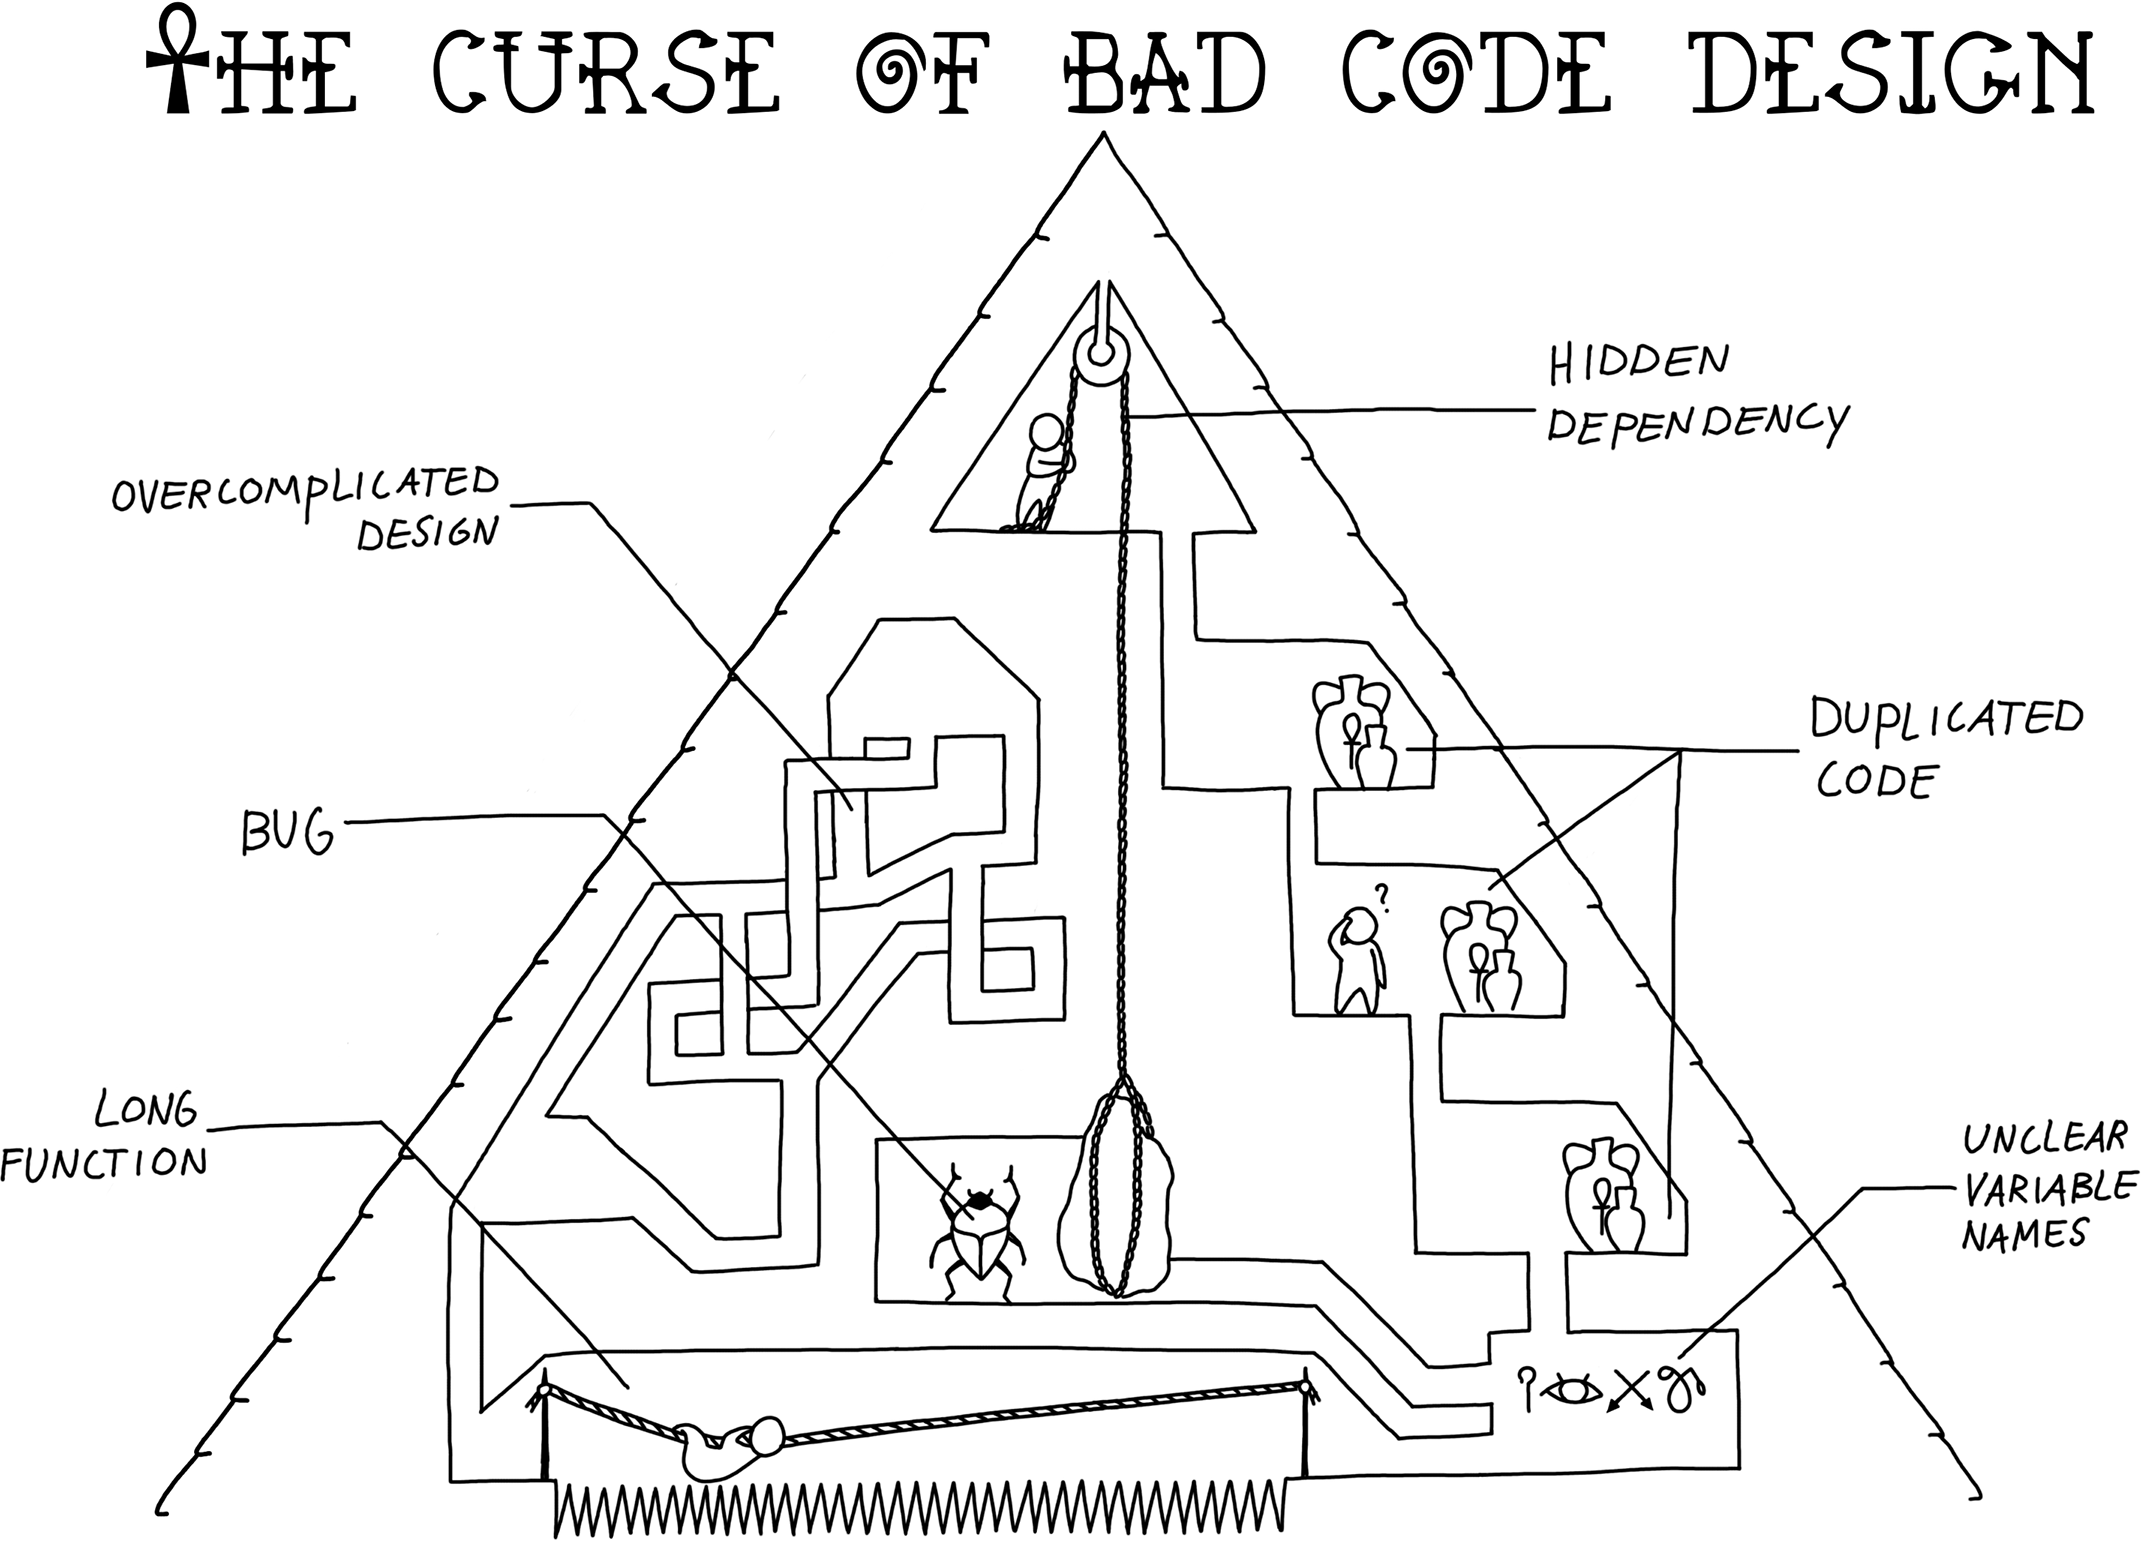 THE CURSE OF BAD CODE DESIGN
HIDDEN
DEPENDENCY
OVERCOMPLICATED
DESIGN
DUPLICATED
CODE
BUG
?
LONG
FUNCTION
UNCLEAR
VARIABLE
NAMES